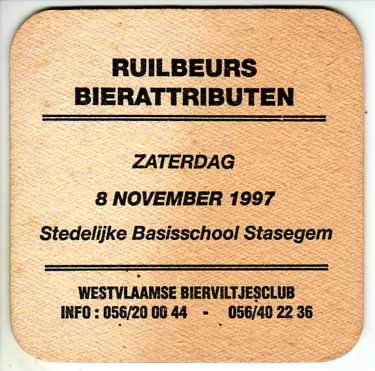 RUILBEURS
BIERATTRIBUTEN
ZATERDAG
8 NOVEMBER 1997
Stedelijke Basisschool Stasegem
WESTVLAAMSE BIERVILTJESCLUB
INFO : 056/20 00 44 - 056/40 22 36